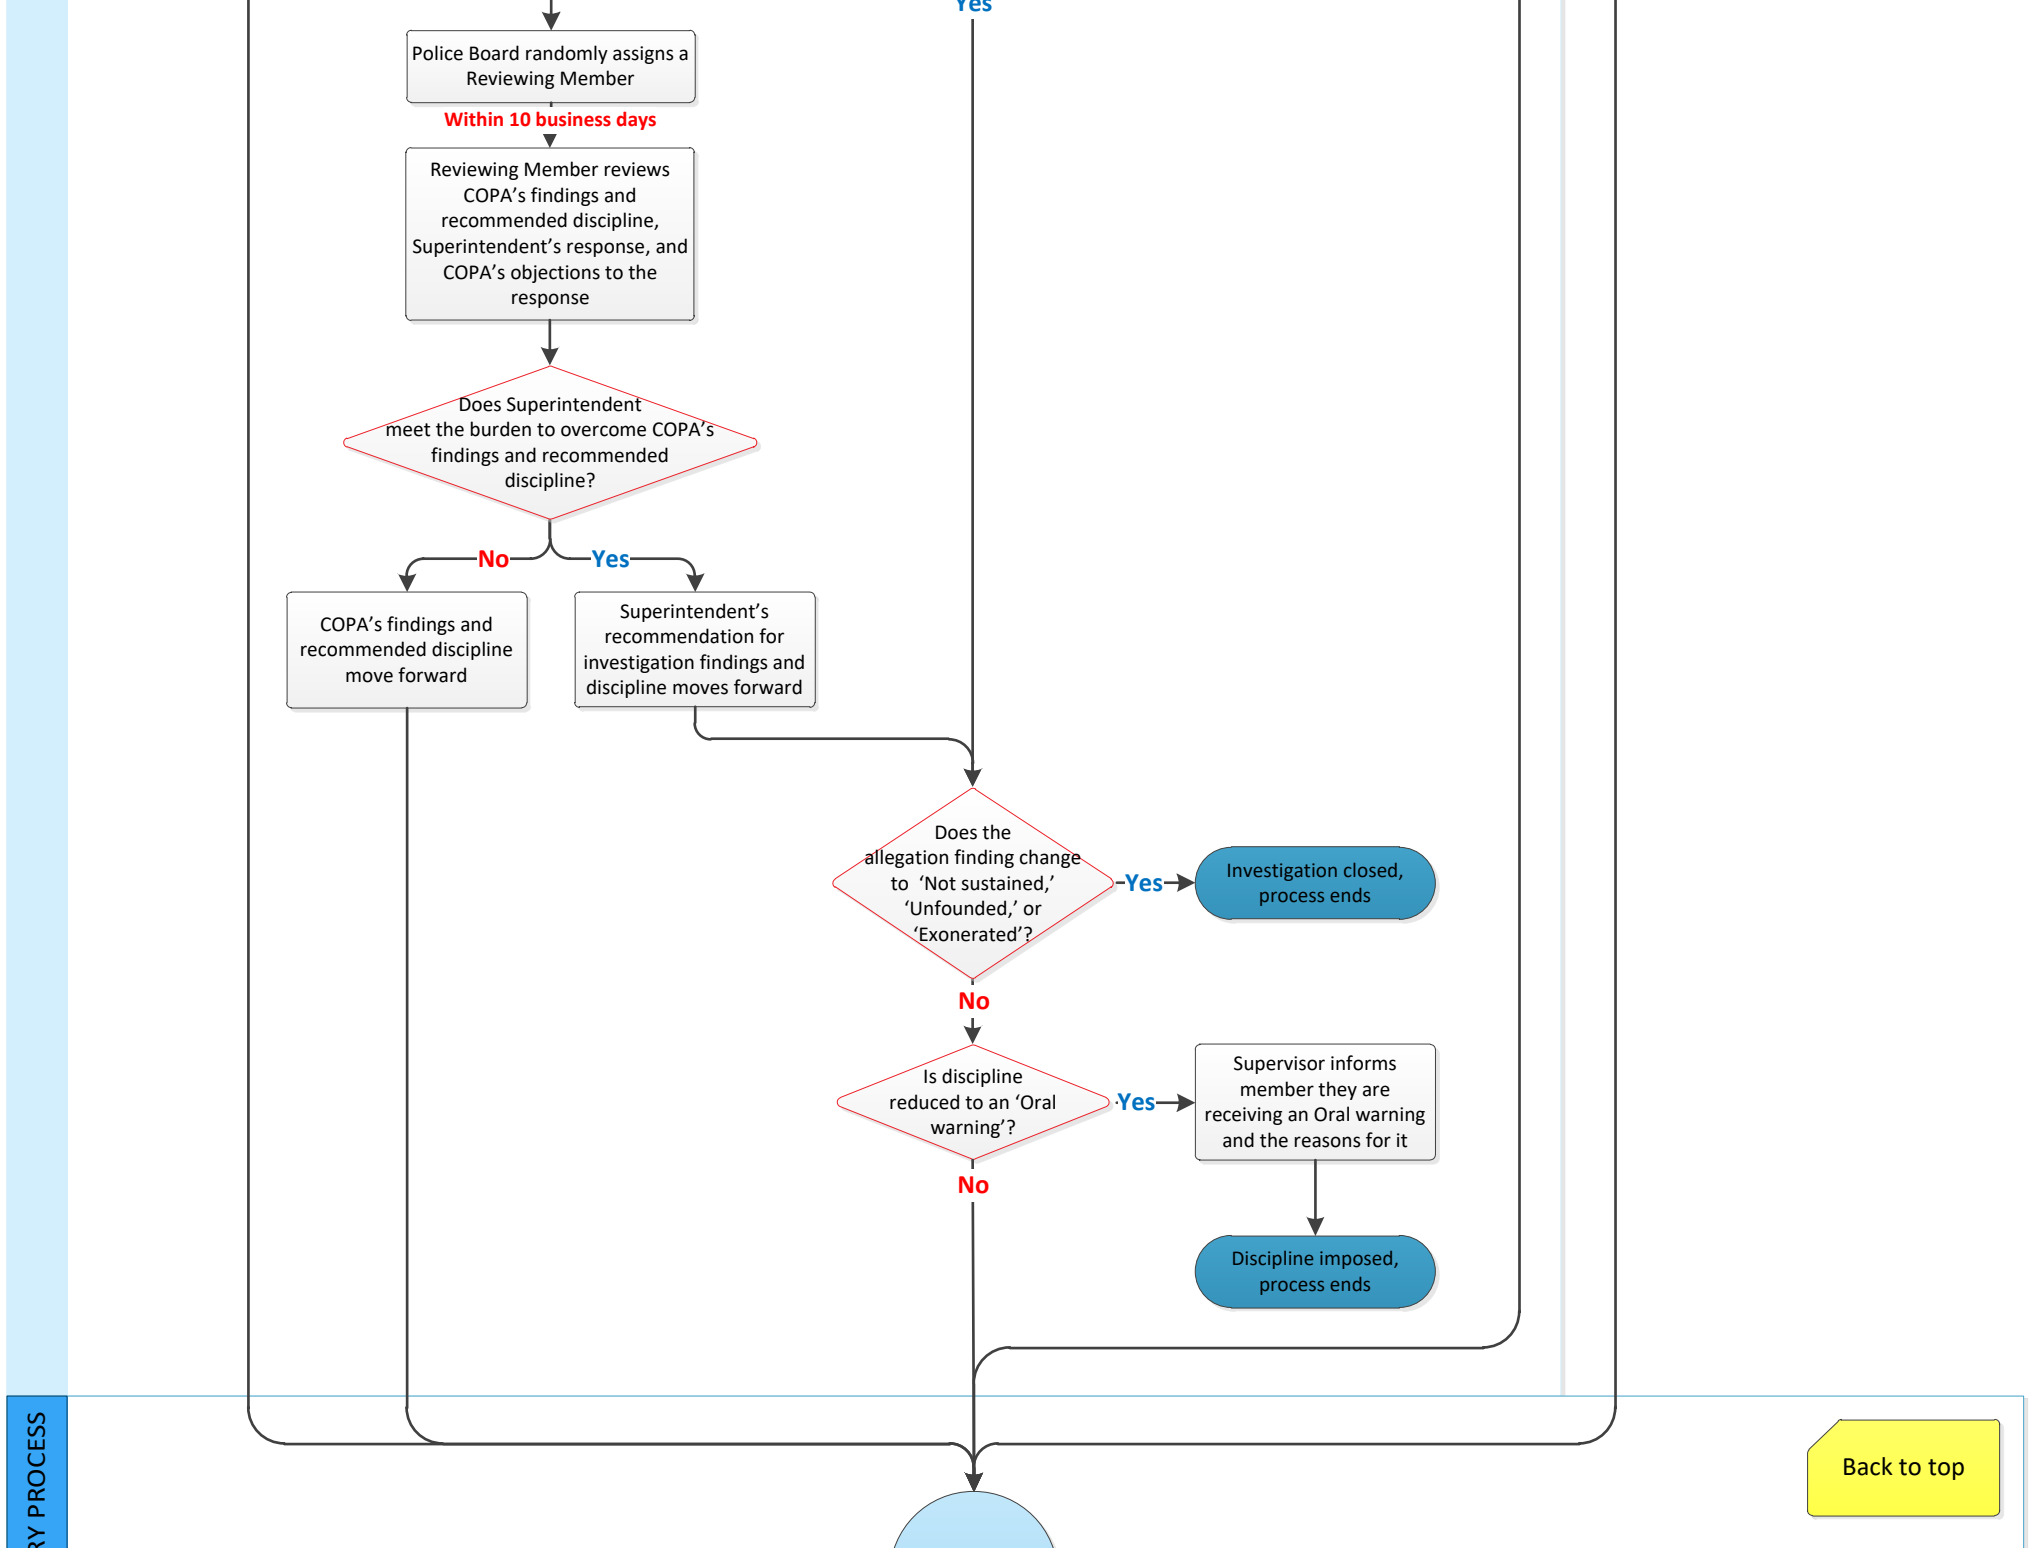 Yes
Police Board randomly assigns a
Reviewing Member
Within 10 business days
Reviewing Member reviews
COPA’s findings and
recommended discipline,
Superintendent’s response, and
COPA’s objections to the
response
Does Superintendent
meet the burden to overcome COPA’s
findings and recommended
discipline?
No
Yes
COPA’s findings and
recommended discipline
move forward
Superintendent’s
recommendation for
investigation findings and
discipline moves forward
Does the
allegation finding change
to ‘Not sustained,’
‘Unfounded,’ or
‘Exonerated’?
Yes
Investigation closed,
process ends
No
Is discipline
reduced to an ‘Oral
warning’?
Yes
Supervisor informs
member they are
receiving an Oral warning
and the reasons for it
No
Discipline imposed,
process ends
RY PROCESS
Back to top